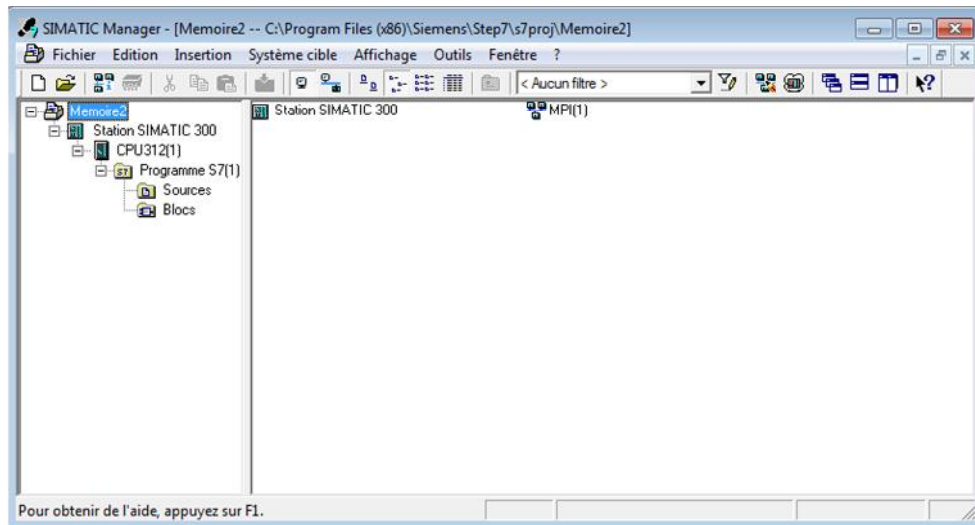 SIMATIC Manager - [Memoire2 -- C:\Program Files (x86)\Siemens\Step7\s7proj\Memoire2]
Fichier Edition Insertion Système cible Affichage Outils Fenêtre ?
< Aucun filtre >
Memoire2
Station SIMATIC 300
CPU312(1)
Programme S7(1)
Sources
Blocs
Station SIMATIC 300
MPI(1)
Pour obtenir de l'aide, appuyez sur F1.